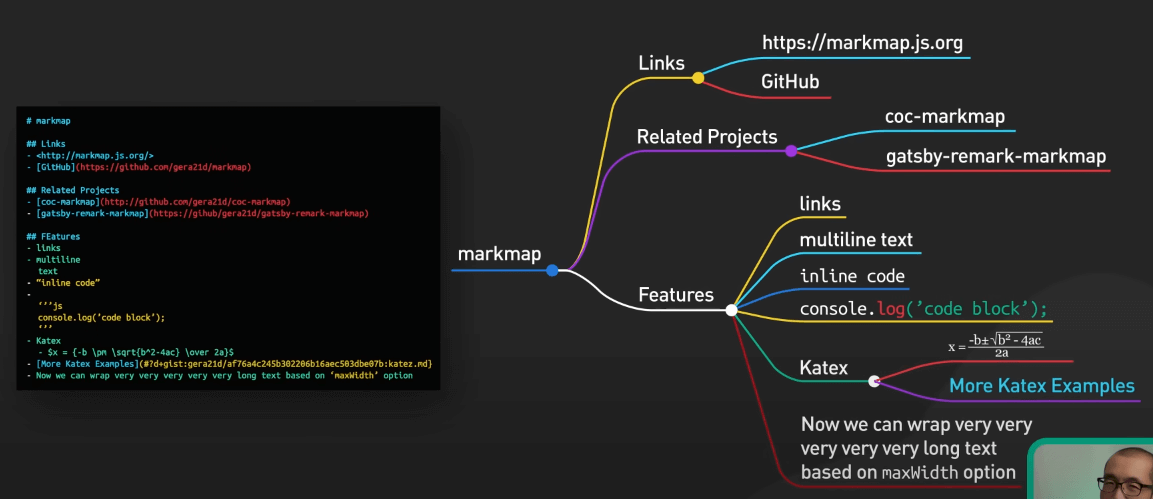 # markmap
## Links
- <http://markmap.js.org/>
- [GitHub](https://github.com/gera21d/markmap)
## Related Projects
- [coc-markmap](http://github.com/gera21d/coc-markmap)
- [gatsby-remark-markmap](https://gihub/gera21d/gatsby-remark-markmap)
## FEatures
- links
- multiline
text
- “inline code”
-
‘’’js
console.log(‘code block’);
‘’’
- Katex
- $x = {-b \pm \sqrt{b^2-4ac} \over 2a}$
- [More Katex Examples](#?d+gist:gera21d/af76a4c245b302206b16aec503dbe07b:katez.md}
- Now we can wrap very very very very very long text based on ‘maxWidth’ option
markmap
Links
https://markmap.js.org
GitHub
Related Projects
coc-markmap
gatsby-remark-markmap
Features
links
multiline text
inline code
console.log(’code block’);
Katex
x = -b±√b² - 4ac
2a
More Katex Examples
Now we can wrap very very
very very very long text
based on maxWidth option